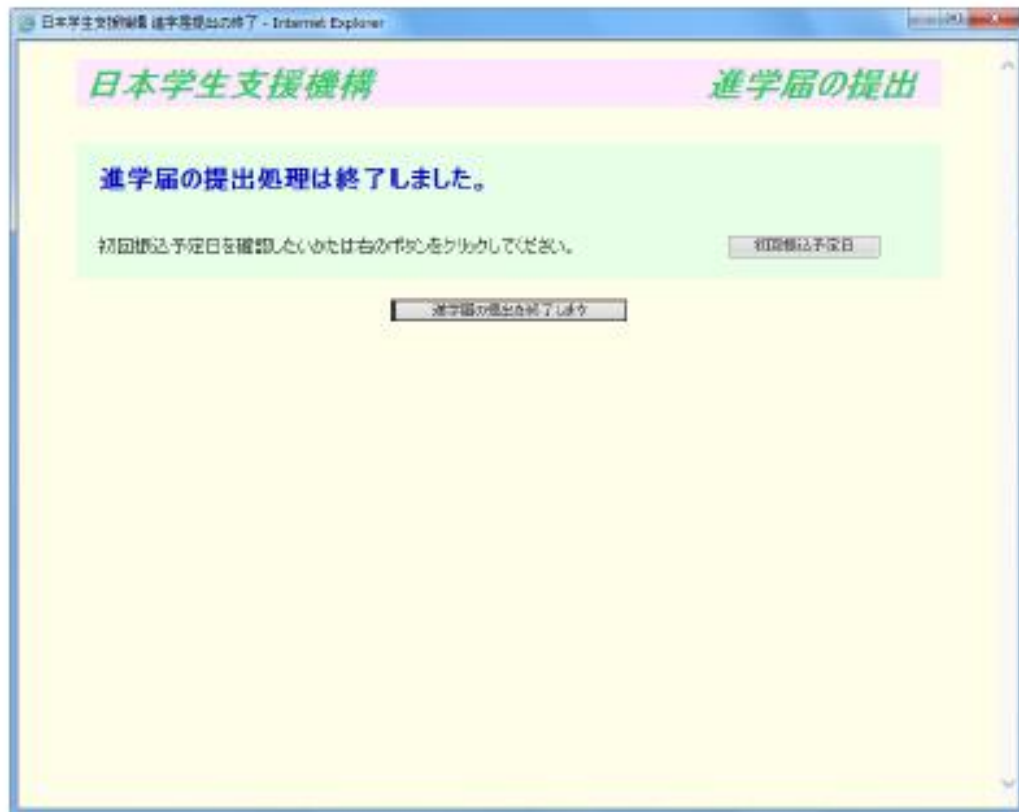 日本学生支援機構 進学届提出の終了 - Internet Explorer
日本学生支援機構 進学届の提出
進学届の提出処理は終了しました。
初回振込予定日を確認したいかたは右のボタンをクリックしてください。 初回振込予定日
進学届の提出を終了します